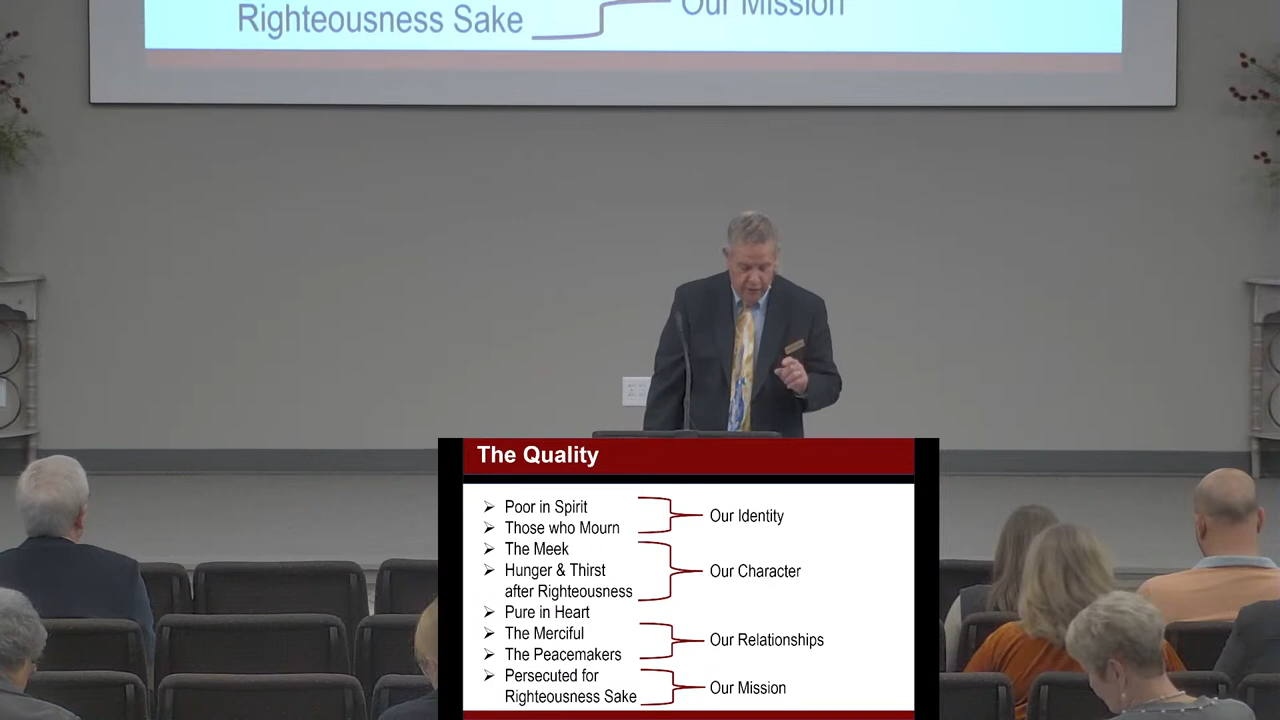 Righteousness Sake
Our Mission
The Quality
➢ Poor in Spirit
➢ Those who Mourn
Our Identity
➢ The Meek
➢ Hunger & Thirst
after Righteousness
Our Character
➢ Pure in Heart
➢ The Merciful
➢ The Peacemakers
Our Relationships
➢ Persecuted for
Righteousness Sake
Our Mission